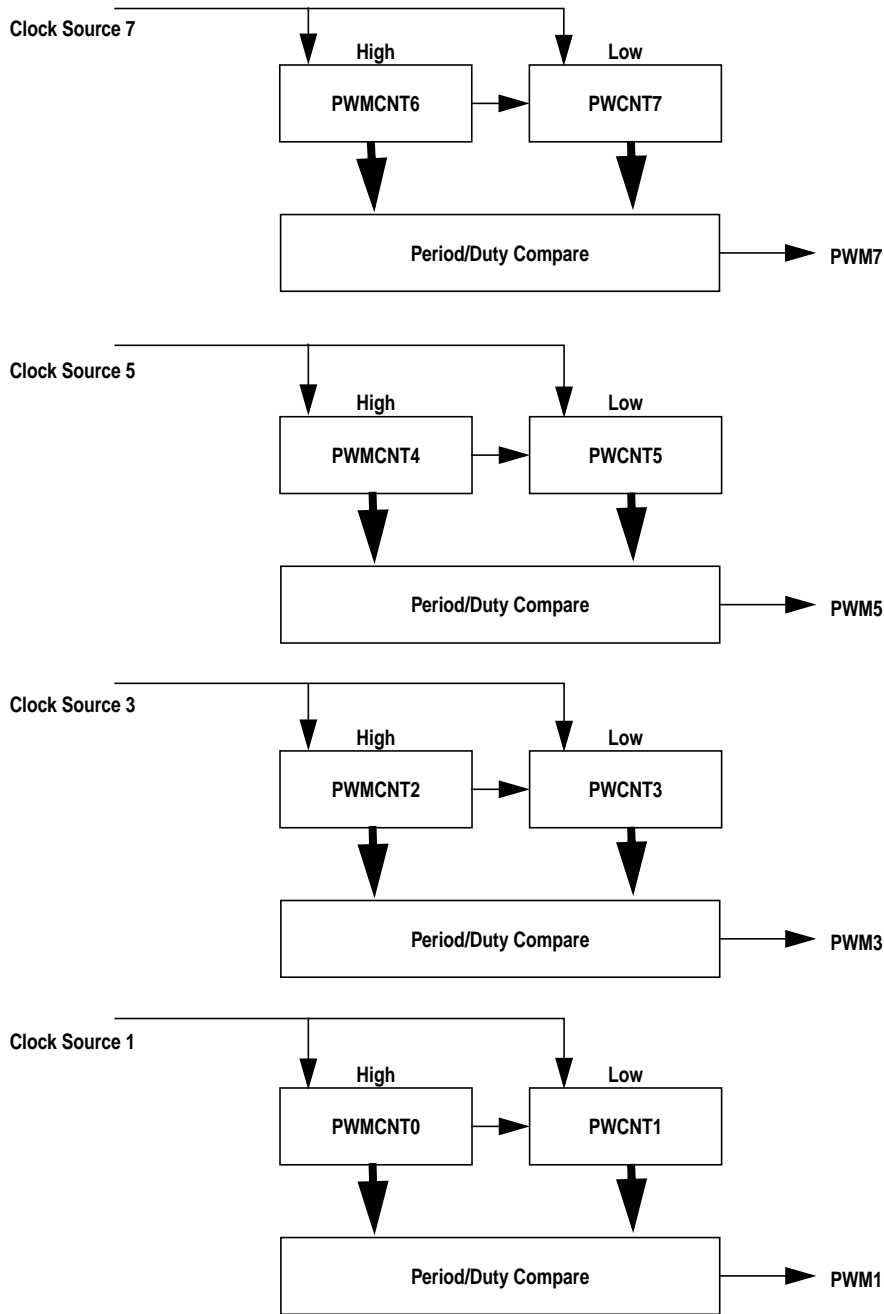 Clock Source 7
High
Low
PWMCNT6
PWCNT7
Period/Duty Compare
PWM7
Clock Source 5
High
Low
PWMCNT4
PWCNT5
Period/Duty Compare
PWM5
Clock Source 3
High
Low
PWMCNT2
PWCNT3
Period/Duty Compare
PWM3
Clock Source 1
High
Low
PWMCNT0
PWCNT1
Period/Duty Compare
PWM1